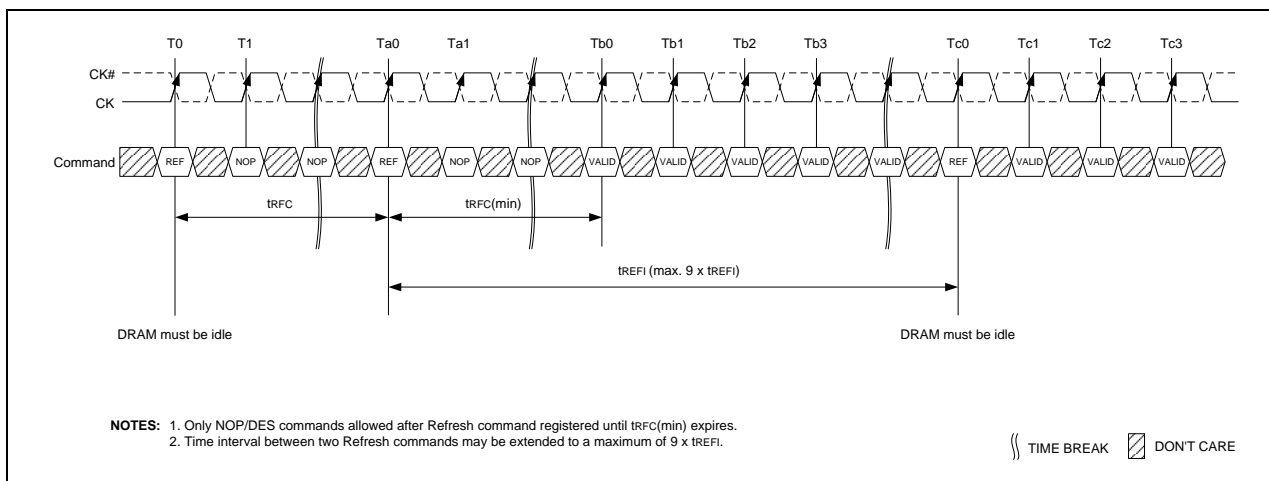 T0 T1 Ta0 Ta1 Tb0 Tb1 Tb2 Tb3 Tc0 Tc1 Tc2 Tc3
CK#
CK
Command REF NOP NOP REF NOP NOP VALID VALID VALID VALID VALID REF VALID VALID VALID
tRFC tRFC(min)
tREFI (max. 9 x tREFI)
DRAM must be idle DRAM must be idle
NOTES: 1. Only NOP/DES commands allowed after Refresh command registered until tRFC(min) expires.
2. Time interval between two Refresh commands may be extended to a maximum of 9 x tREFI.
TIME BREAK DON'T CARE